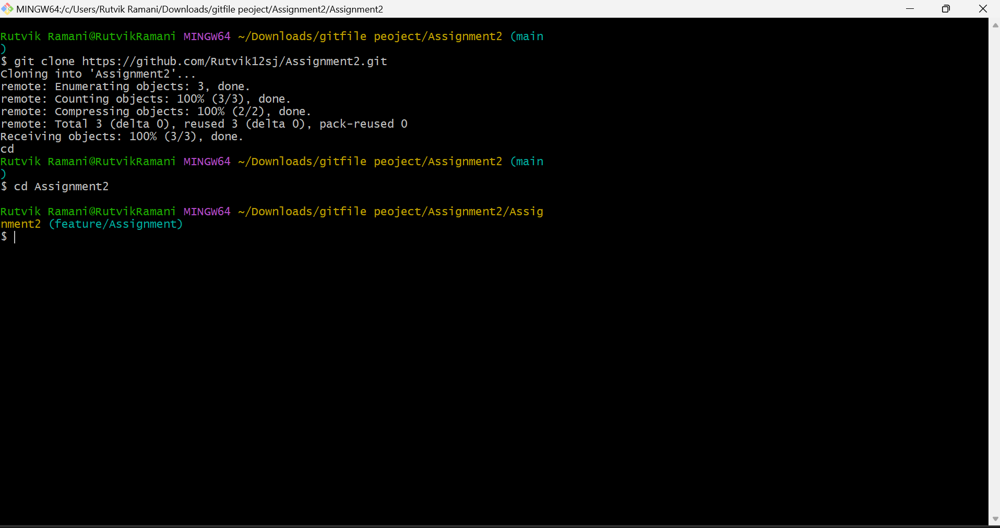 MINGW64:/c/Users/Rutvik Ramani/Downloads/gitfile peoject/Assignment2/Assignment2
Rutvik Ramani@RutvikRamani MINGW64 ~/Downloads/gitfile peoject/Assignment2 (main
)
$ git clone https://github.com/Rutvik12sj/Assignment2.git
Cloning into 'Assignment2'...
remote: Enumerating objects: 3, done.
remote: Counting objects: 100% (3/3), done.
remote: Compressing objects: 100% (2/2), done.
remote: Total 3 (delta 0), reused 3 (delta 0), pack-reused 0
Receiving objects: 100% (3/3), done.
cd
Rutvik Ramani@RutvikRamani MINGW64 ~/Downloads/gitfile peoject/Assignment2 (main
)
$ cd Assignment2
Rutvik Ramani@RutvikRamani MINGW64 ~/Downloads/gitfile peoject/Assignment2/Assig
nment2 (feature/Assignment)
$